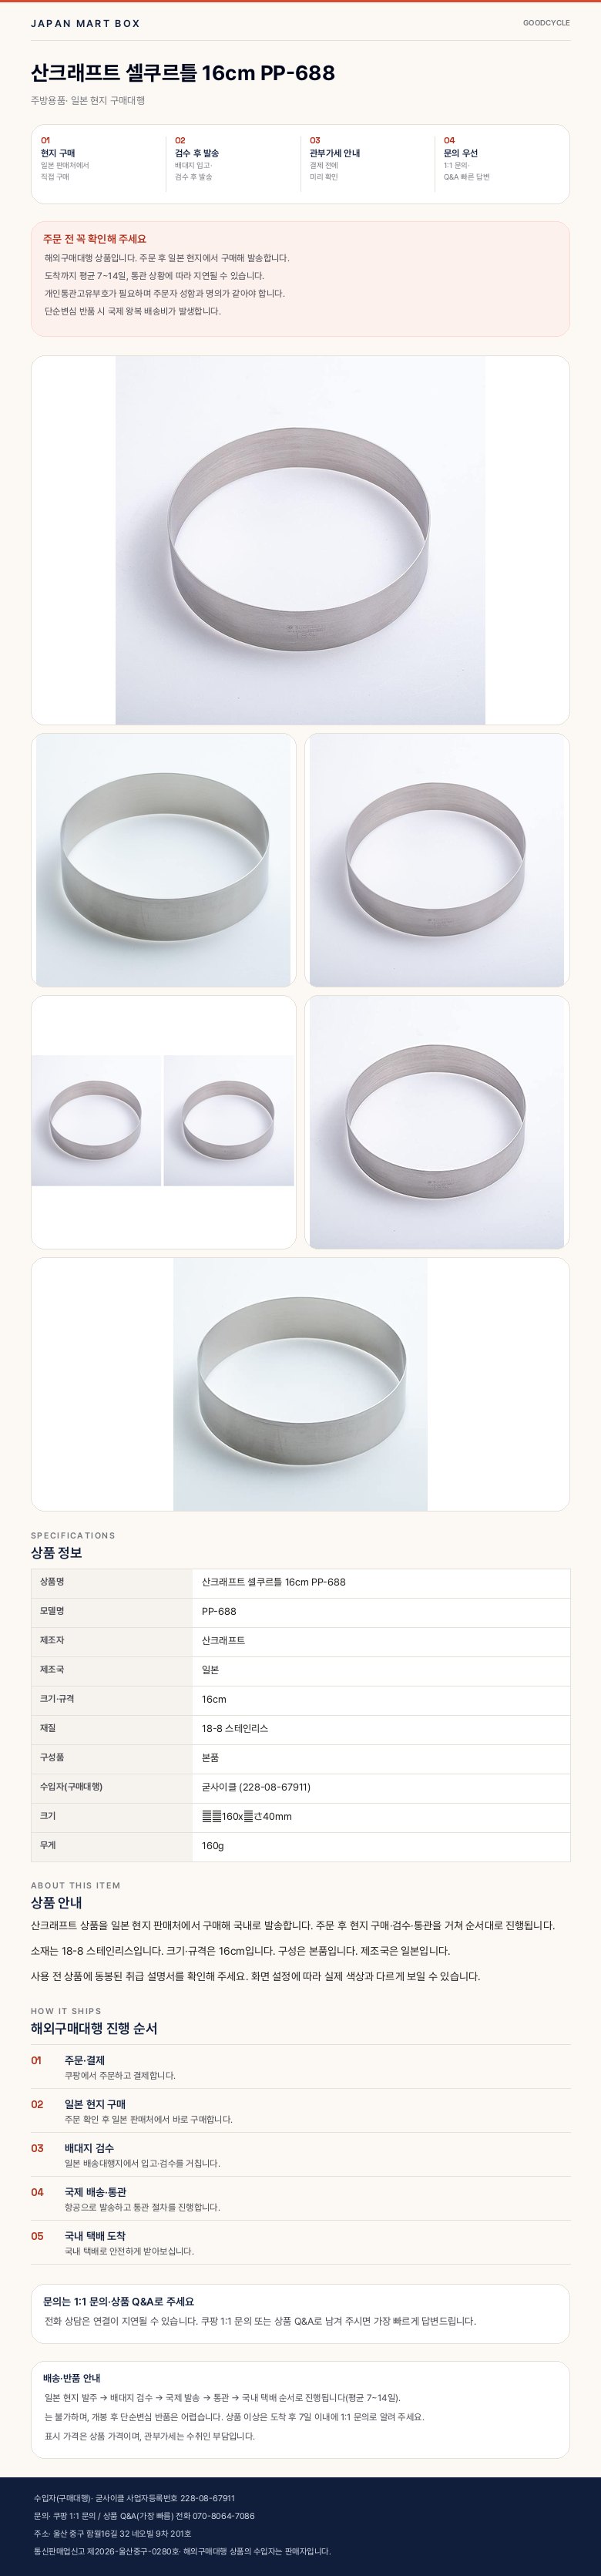 JAPAN MART BOX
GOODCYCLE
산크래프트 셀쿠르틀 16cm PP-688
주방용품· 일본 현지 구매대행
01
현지 구매
일본 판매처에서
직접 구매
02
검수 후 발송
배대지 입고·
검수 후 발송
03
관부가세 안내
결제 전에
미리 확인
04
문의 우선
1:1 문의·
Q&A 빠른 답변
주문 전 꼭 확인해 주세요
해외구매대행 상품입니다. 주문 후 일본 현지에서 구매해 발송합니다.
도착까지 평균 7~14일, 통관 상황에 따라 지연될 수 있습니다.
개인통관고유부호가 필요하며 주문자 성함과 명의가 같아야 합니다.
단순변심 반품 시 국제 왕복 배송비가 발생합니다.
SPECIFICATIONS
상품 정보
상품명 산크래프트 셀쿠르틀 16cm PP-688
모델명 PP-688
제조자 산크래프트
제조국 일본
크기·규격 16cm
재질 18-8 스테인리스
구성품 본품
수입자(구매대행) 굳사이클 (228-08-67911)
크기 160x 40mm
무게 160g
ABOUT THIS ITEM
상품 안내
산크래프트 상품을 일본 현지 판매처에서 구매해 국내로 발송합니다. 주문 후 현지 구매·검수·통관을 거쳐 순서대로 진행됩니다.
소재는 18-8 스테인리스입니다. 크기·규격은 16cm입니다. 구성은 본품입니다. 제조국은 일본입니다.
사용 전 상품에 동봉된 취급 설명서를 확인해 주세요. 화면 설정에 따라 실제 색상과 다르게 보일 수 있습니다.
HOW IT SHIPS
해외구매대행 진행 순서
01 주문·결제
쿠팡에서 주문하고 결제합니다.
02 일본 현지 구매
주문 확인 후 일본 판매처에서 바로 구매합니다.
03 배대지 검수
일본 배송대행지에서 입고·검수를 거칩니다.
04 국제 배송·통관
항공으로 발송하고 통관 절차를 진행합니다.
05 국내 택배 도착
국내 택배로 안전하게 받아보십니다.
문의는 1:1 문의·상품 Q&A로 주세요
전화 상담은 연결이 지연될 수 있습니다. 쿠팡 1:1 문의 또는 상품 Q&A로 남겨 주시면 가장 빠르게 답변드립니다.
배송·반품 안내
일본 현지 발주 → 배대지 검수 → 국제 발송 → 통관 → 국내 택배 순서로 진행됩니다(평균 7~14일).
는 불가하며, 개봉 후 단순변심 반품은 어렵습니다. 상품 이상은 도착 후 7일 이내에 1:1 문의로 알려 주세요.
표시 가격은 상품 가격이며, 관부가세는 수취인 부담입니다.
수입자(구매대행)· 굳사이클 사업자등록번호 228-08-67911
문의· 쿠팡 1:1 문의 / 상품 Q&A(가장 빠름) 전화 070-8064-7086
주소· 울산 중구 함월16길 32 네오빌 9차 201호
통신판매업신고 제2026-울산중구-0280호· 해외구매대행 상품의 수입자는 판매자입니다.